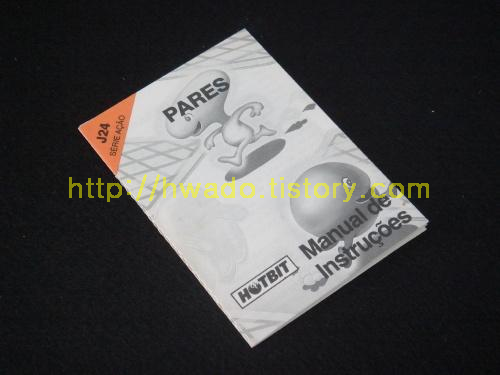 J24
SÉRIE AÇÃO
PARES
http://hwado.tistory.com
HOTBIT
Manual de
Instruções